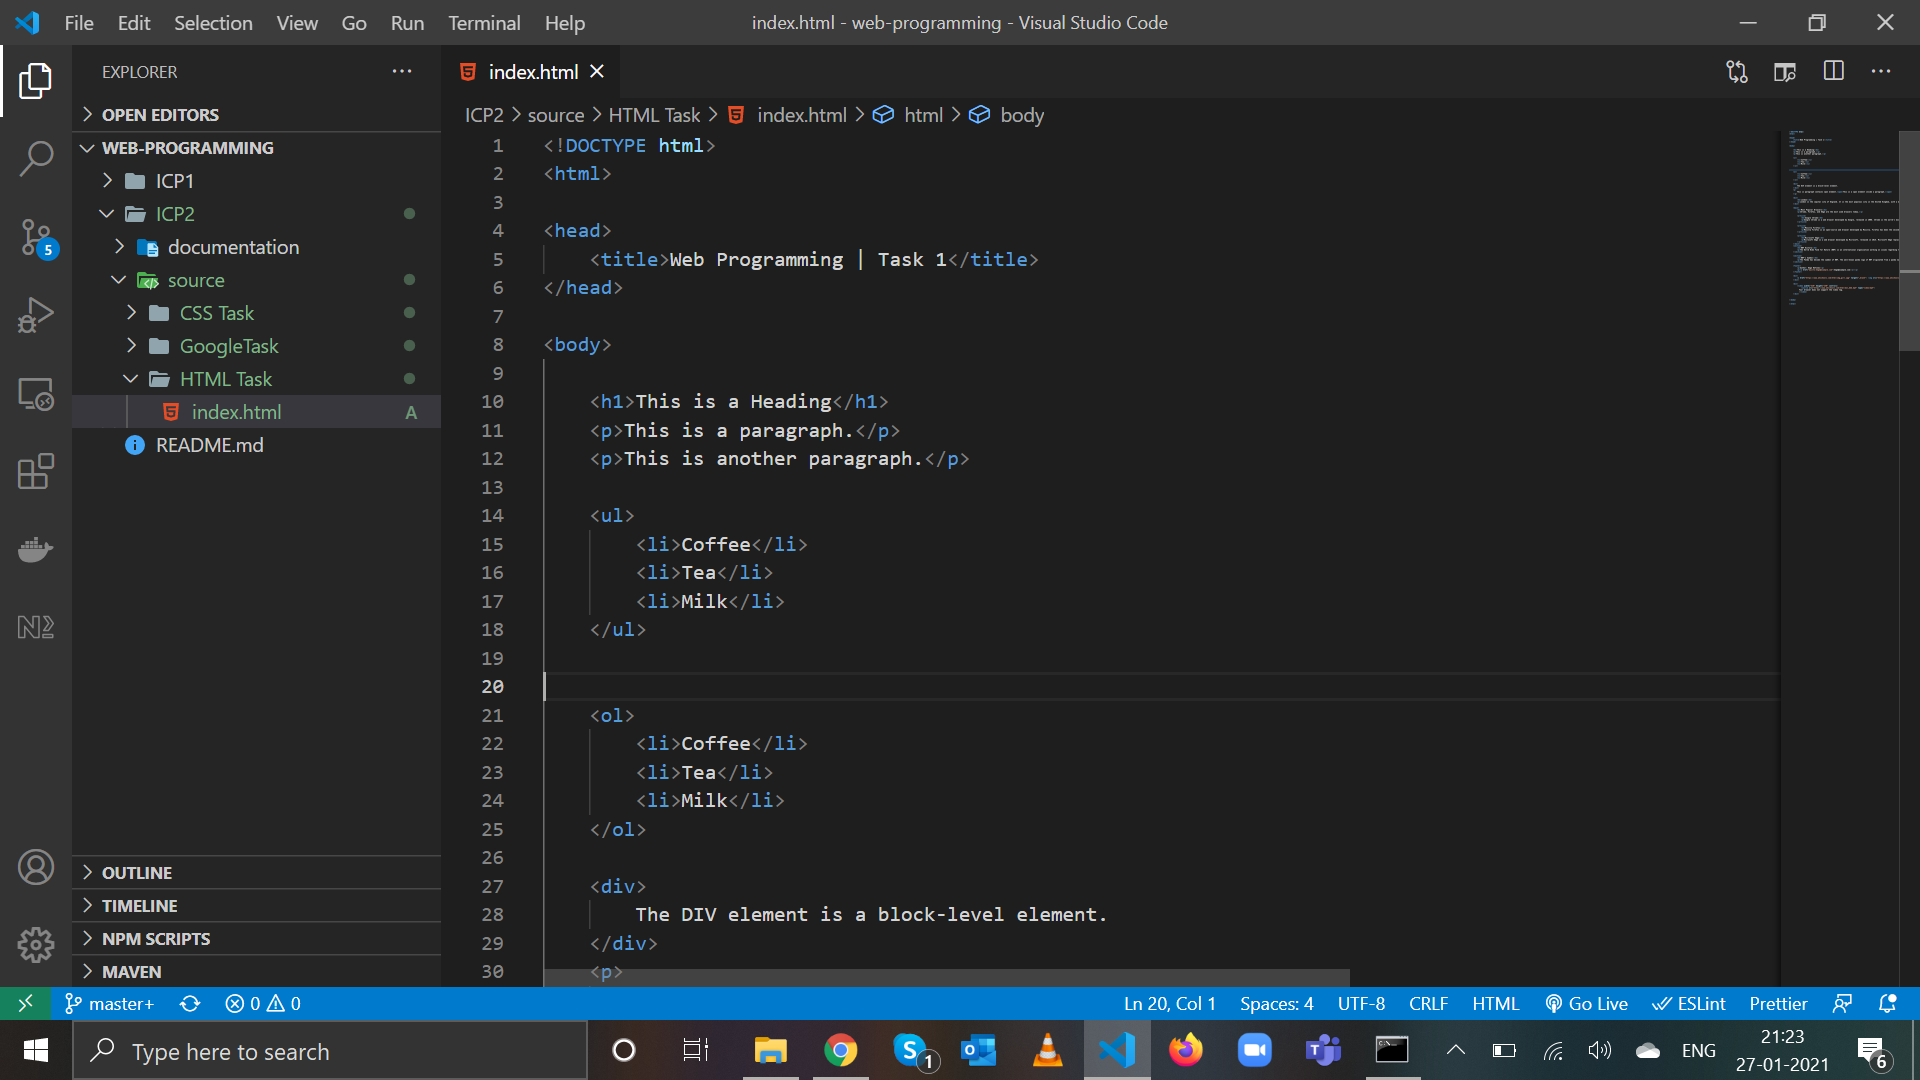 File Edit Selection View Go Run Terminal Help
index.html - web-programming - Visual Studio Code
EXPLORER
OPEN EDITORS
WEB-PROGRAMMING
ICP1
ICP2
documentation
source
CSS Task
GoogleTask
HTML Task
index.html A
README.md
OUTLINE
TIMELINE
NPM SCRIPTS
MAVEN
5
index.html
ICP2 > source > HTML Task > index.html > html > body
1 <!DOCTYPE html>
2 <html>
3
4 <head>
5 <title>Web Programming | Task 1</title>
6 </head>
7
8 <body>
9
10 <h1>This is a Heading</h1>
11 <p>This is a paragraph.</p>
12 <p>This is another paragraph.</p>
13
14 <ul>
15 <li>Coffee</li>
16 <li>Tea</li>
17 <li>Milk</li>
18 </ul>
19
20
21 <ol>
22 <li>Coffee</li>
23 <li>Tea</li>
24 <li>Milk</li>
25 </ol>
26
27 <div>
28 The DIV element is a block-level element.
29 </div>
30 <p>
master+ 0 0 Ln 20, Col 1 Spaces: 4 UTF-8 CRLF HTML Go Live ESLint Prettier
Type here to search
1
ENG
21:23
27-01-2021
6